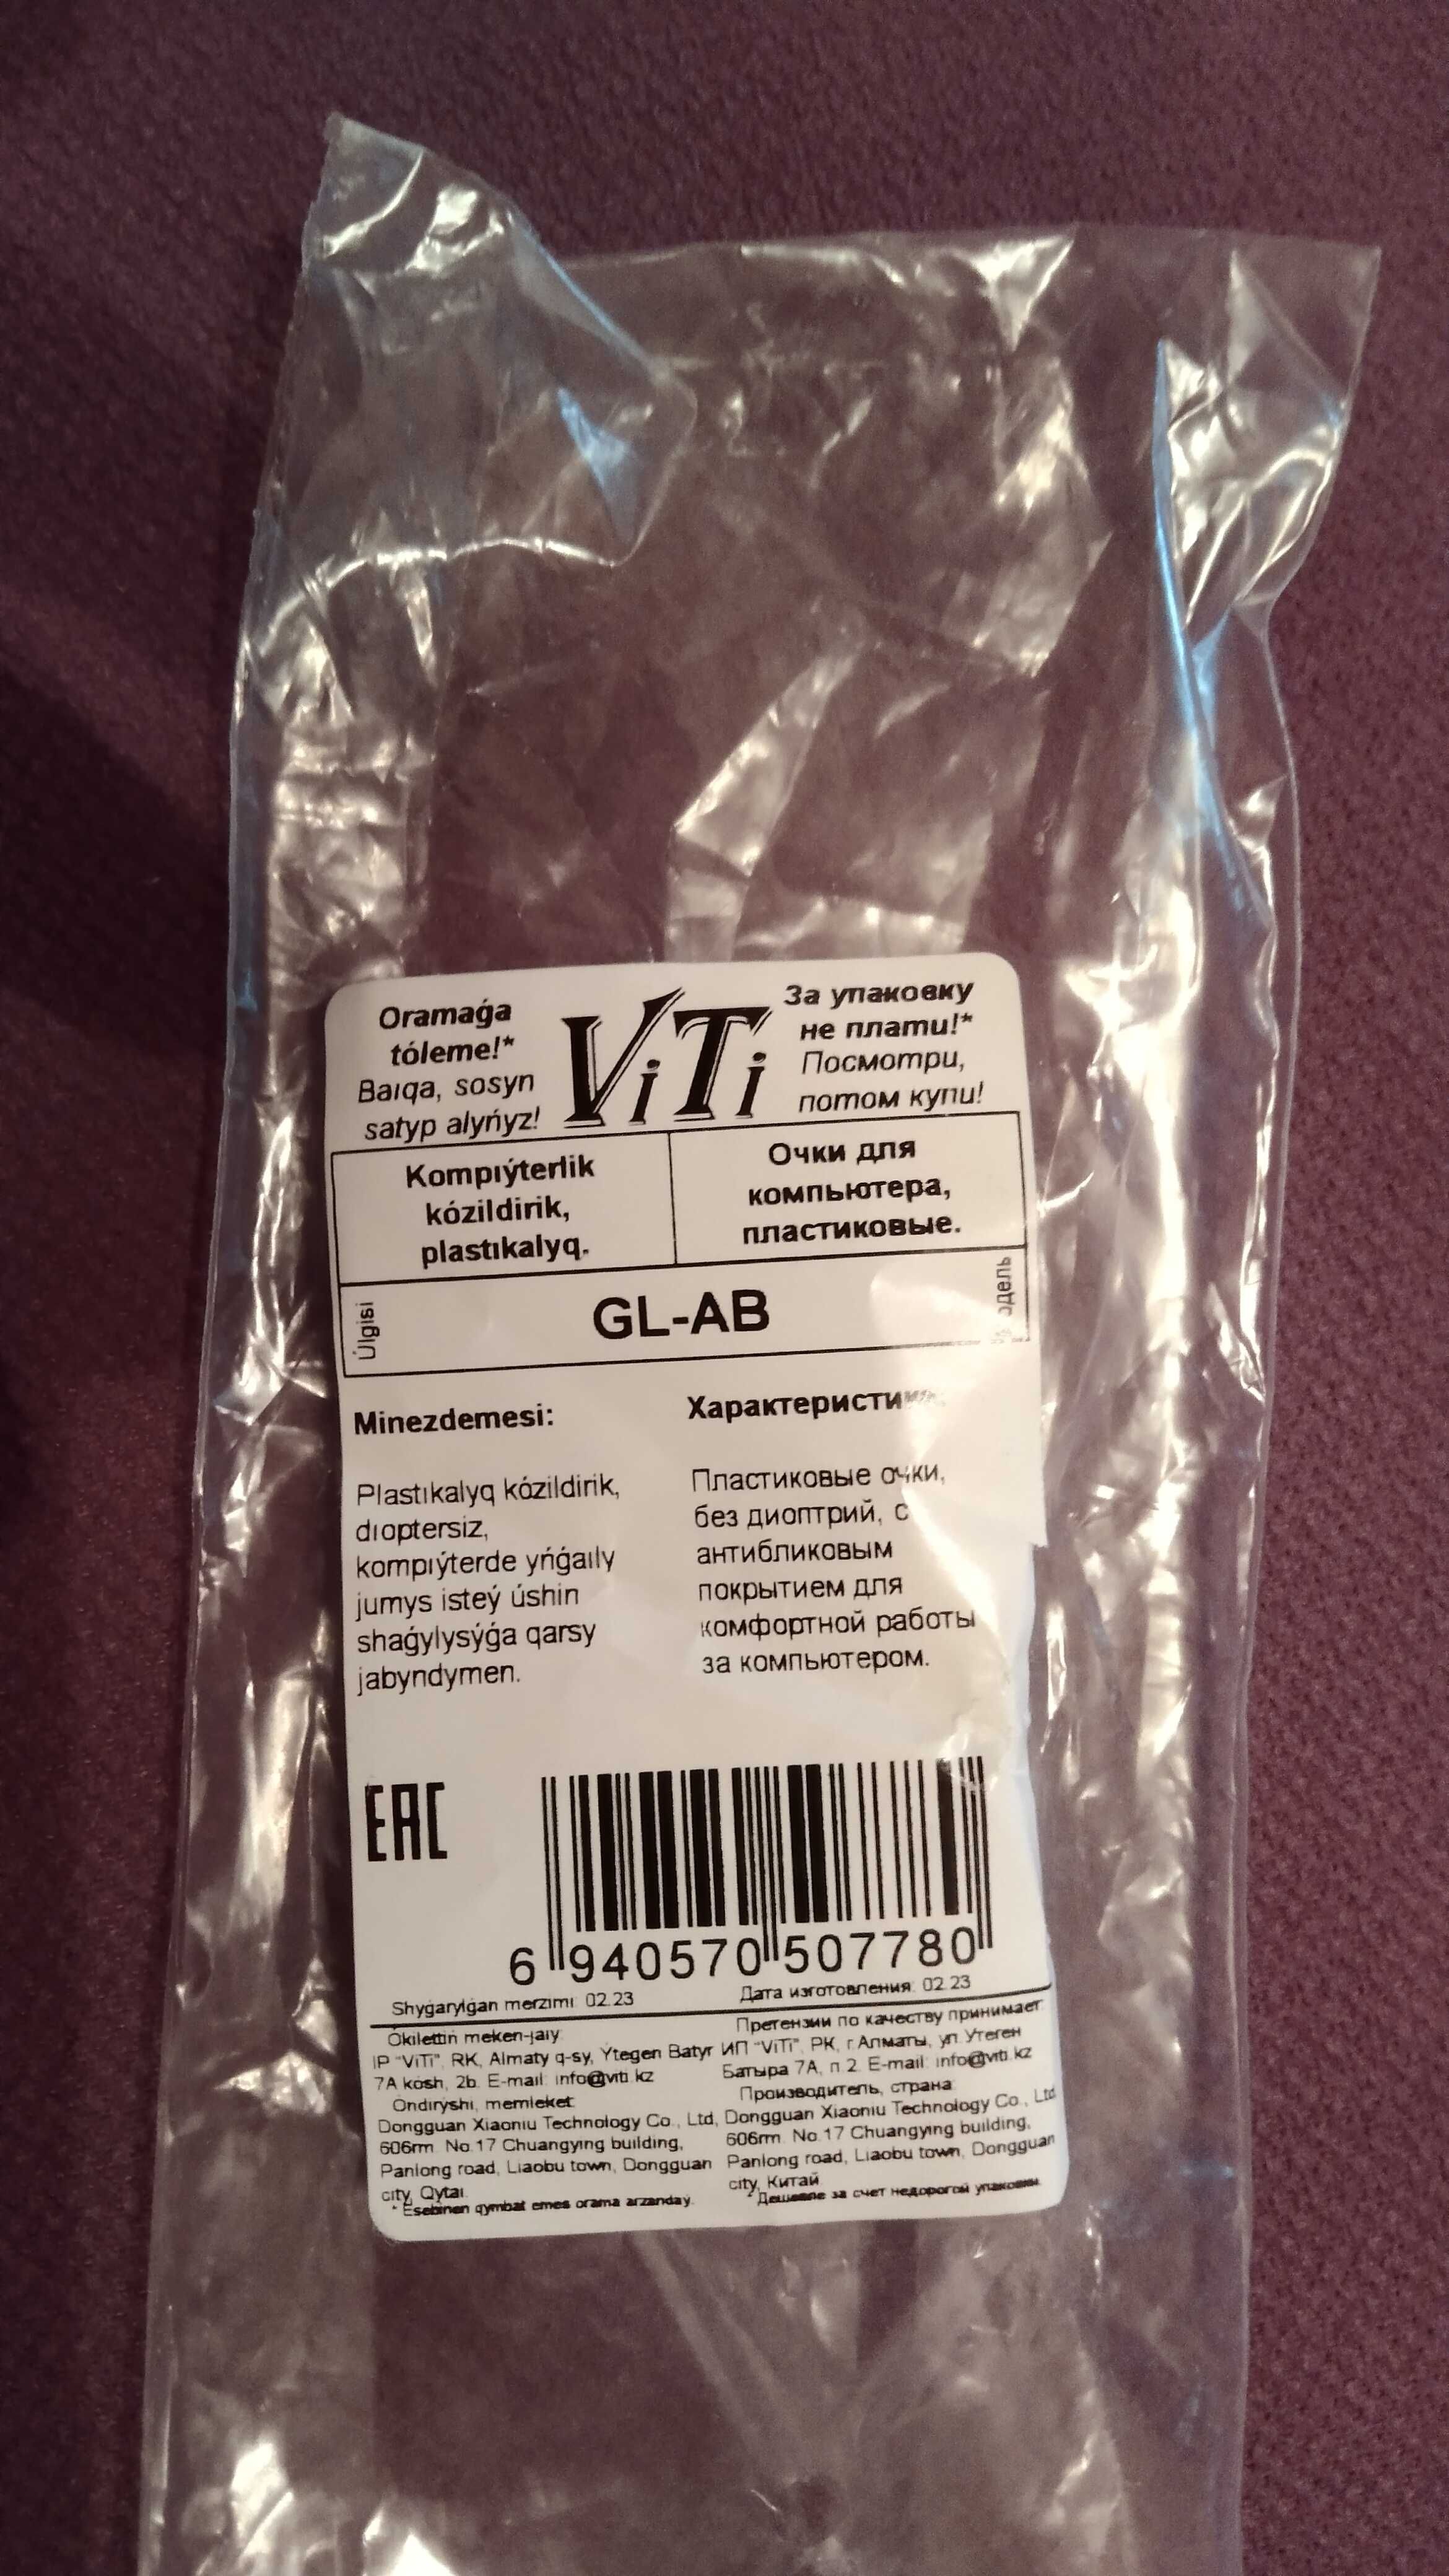 Oramaǵa
tóleme!*
Baıqa, sosyn
satyp alyńyz!
ViTi
За упаковку
не плати!*
Посмотри,
потом купи!
Kompıýterlik
kózildirik,
plastıkalyq.
Очки для
компьютера,
пластиковые.
Úlgisi
GL-AB
Minezdemesi:
Plastıkalyq kózildirik,
dıoptersiz,
kompıýterde yńǵaıly
jumys isteý úshin
shaǵylysýǵa qarsy
jabyndymen.
Пластиковые очки,
без диоптрий, с
антибликовым
покрытием для
комфортной работы
за компьютером.
EAC
6 940570 507780
Shyǵarylǵan merzimi: 02.23
Дата изготовления: 02.23
Ókilettiń meken-jaıy:
IP "ViTi", RK, Almaty q-sy, Ýtegen Batyr
7A kósh, 2b. E-mail: info@viti.kz
Óndirýshi, memleket:
Dongguan Xiaoniu Technology Co., Ltd,
606rm. No.17 Chuangying building,
Panlong road, Liaobu town, Dongguan
city, Qytaı.
* Esebinen qymbat emes orama arzandaý.
Претензии по качеству принимает:
ИП "ViTi", РК, г.Алматы, ул.Утеген
Батыра 7А, п.2. E-mail: info@viti.kz
Производитель, страна:
Dongguan Xiaoniu Technology Co., Ltd
606rm. No.17 Chuangying building,
Panlong road, Liaobu town, Dongguan
city, Китай.
* Дешевле за счет недорогой упаковки.